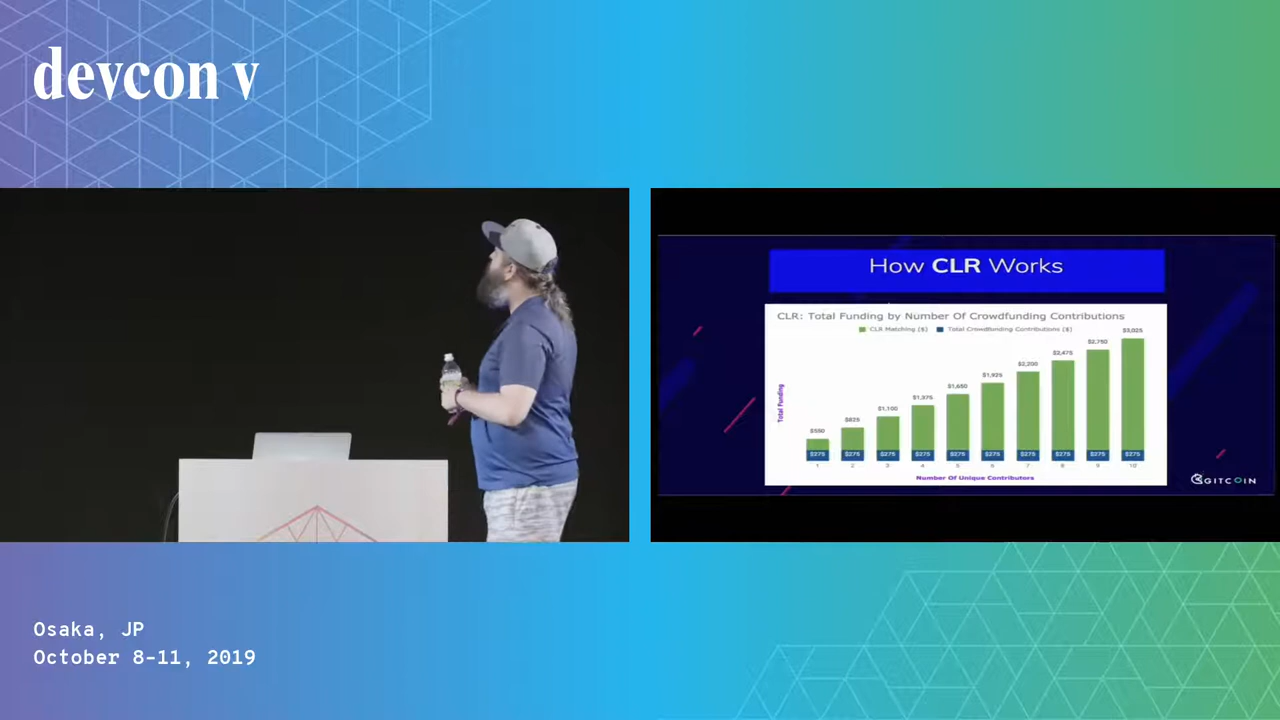 devcon v
How CLR Works
CLR: Total Funding by Number Of Crowdfunding Contributions
CLR Matching ($) Total Crowdfunding Contributions ($)
Total Funding
$550 $825 $1,100 $1,375 $1,650 $1,925 $2,200 $2,475 $2,750 $3,025
$275 $275 $275 $275 $275 $275 $275 $275 $275 $275
1 2 3 4 5 6 7 8 9 10
Number Of Unique Contributors
GITCOIN
Osaka, JP
October 8-11, 2019